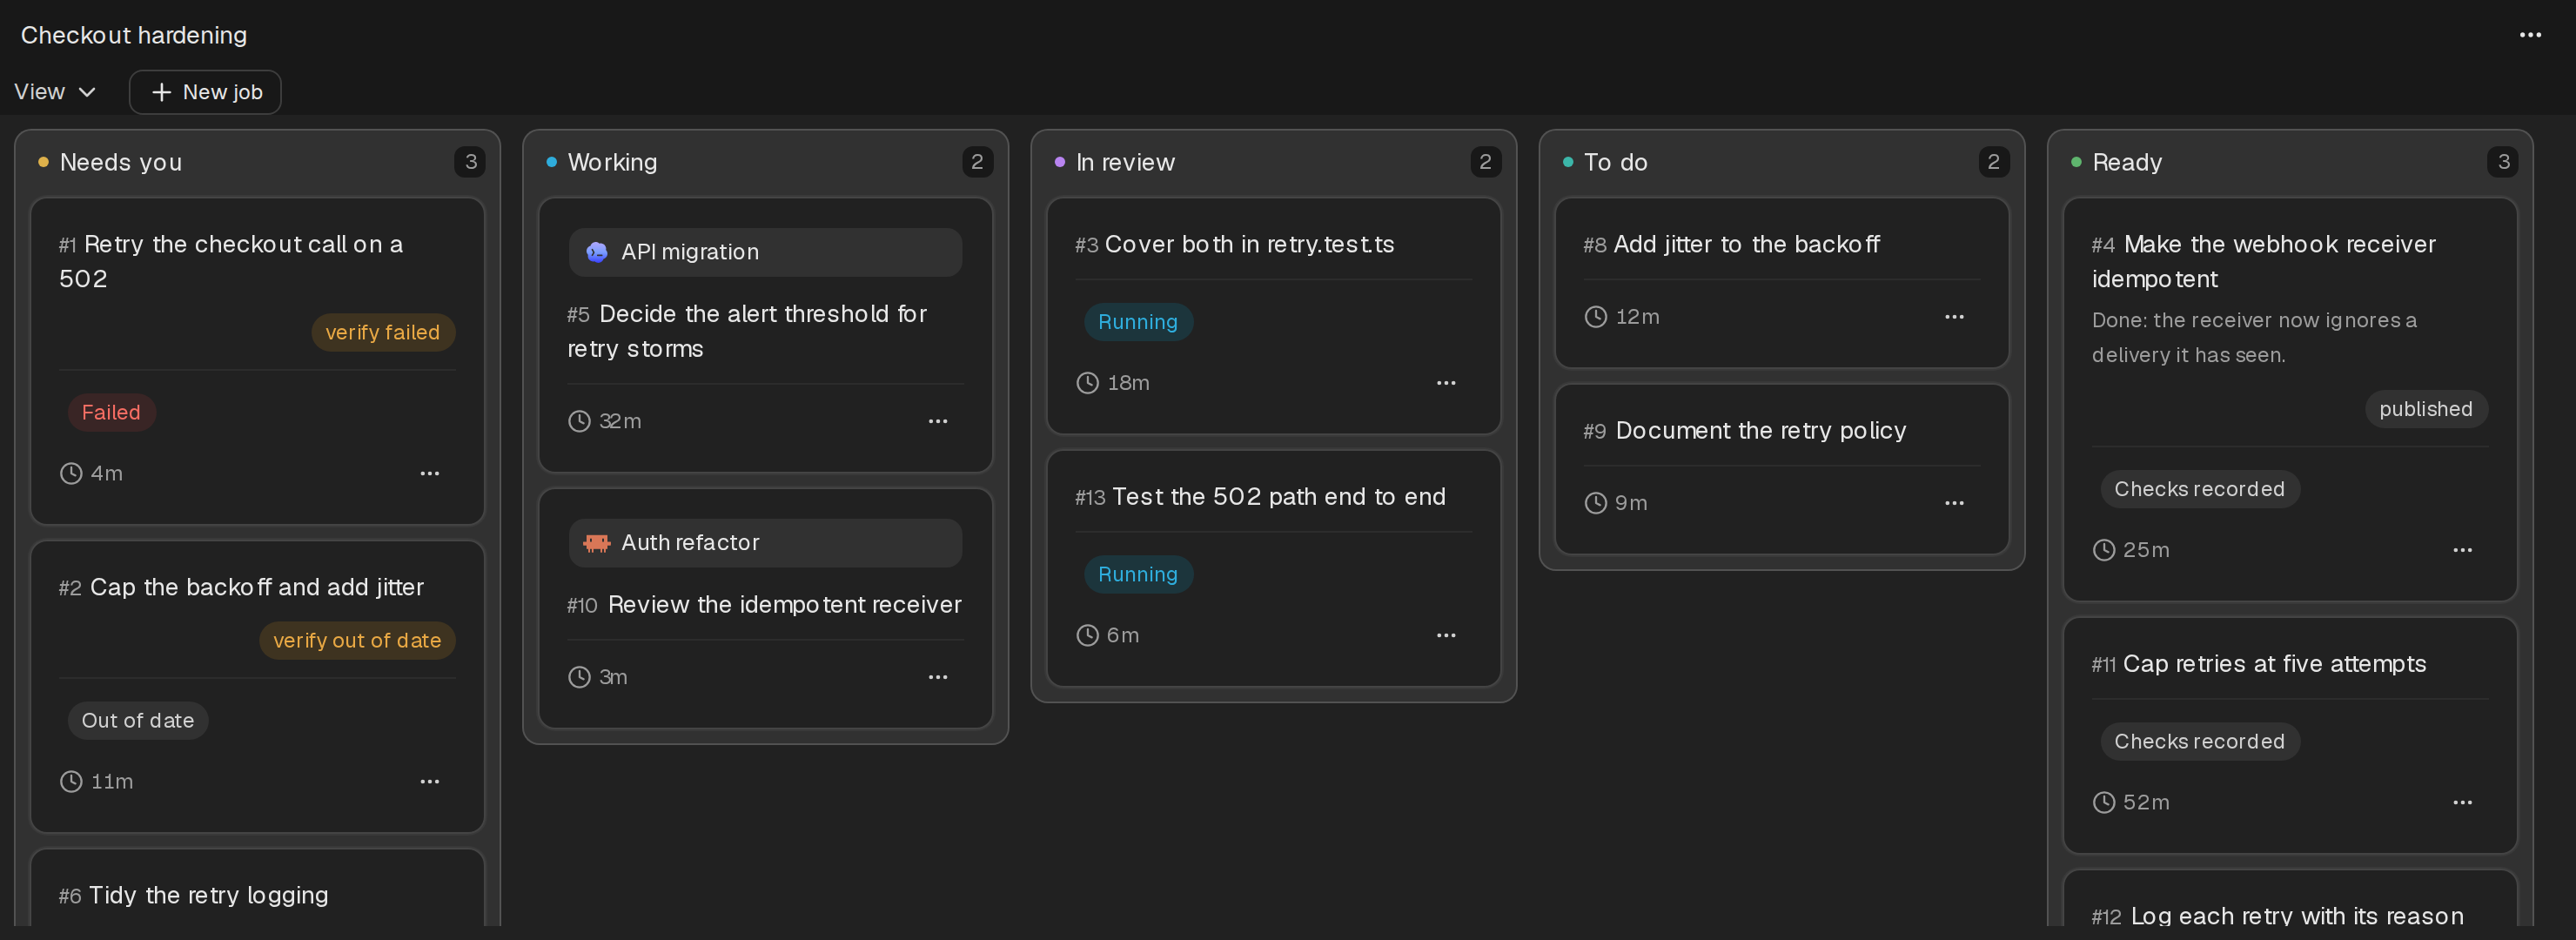 Checkout hardening
View
New job
Needs you 3
#1 Retry the checkout call on a
502
verify failed
Failed
4m
#2 Cap the backoff and add jitter
verify out of date
Out of date
11m
#6 Tidy the retry logging
Working 2
API migration
#5 Decide the alert threshold for
retry storms
32m
Auth refactor
#10 Review the idempotent receiver
3m
In review 2
#3 Cover both in retry.test.ts
Running
18m
#13 Test the 502 path end to end
Running
6m
To do 2
#8 Add jitter to the backoff
12m
#9 Document the retry policy
9m
Ready 3
#4 Make the webhook receiver
idempotent
Done: the receiver now ignores a
delivery it has seen.
published
Checks recorded
25m
#11 Cap retries at five attempts
Checks recorded
52m
#12 Log each retry with its reason